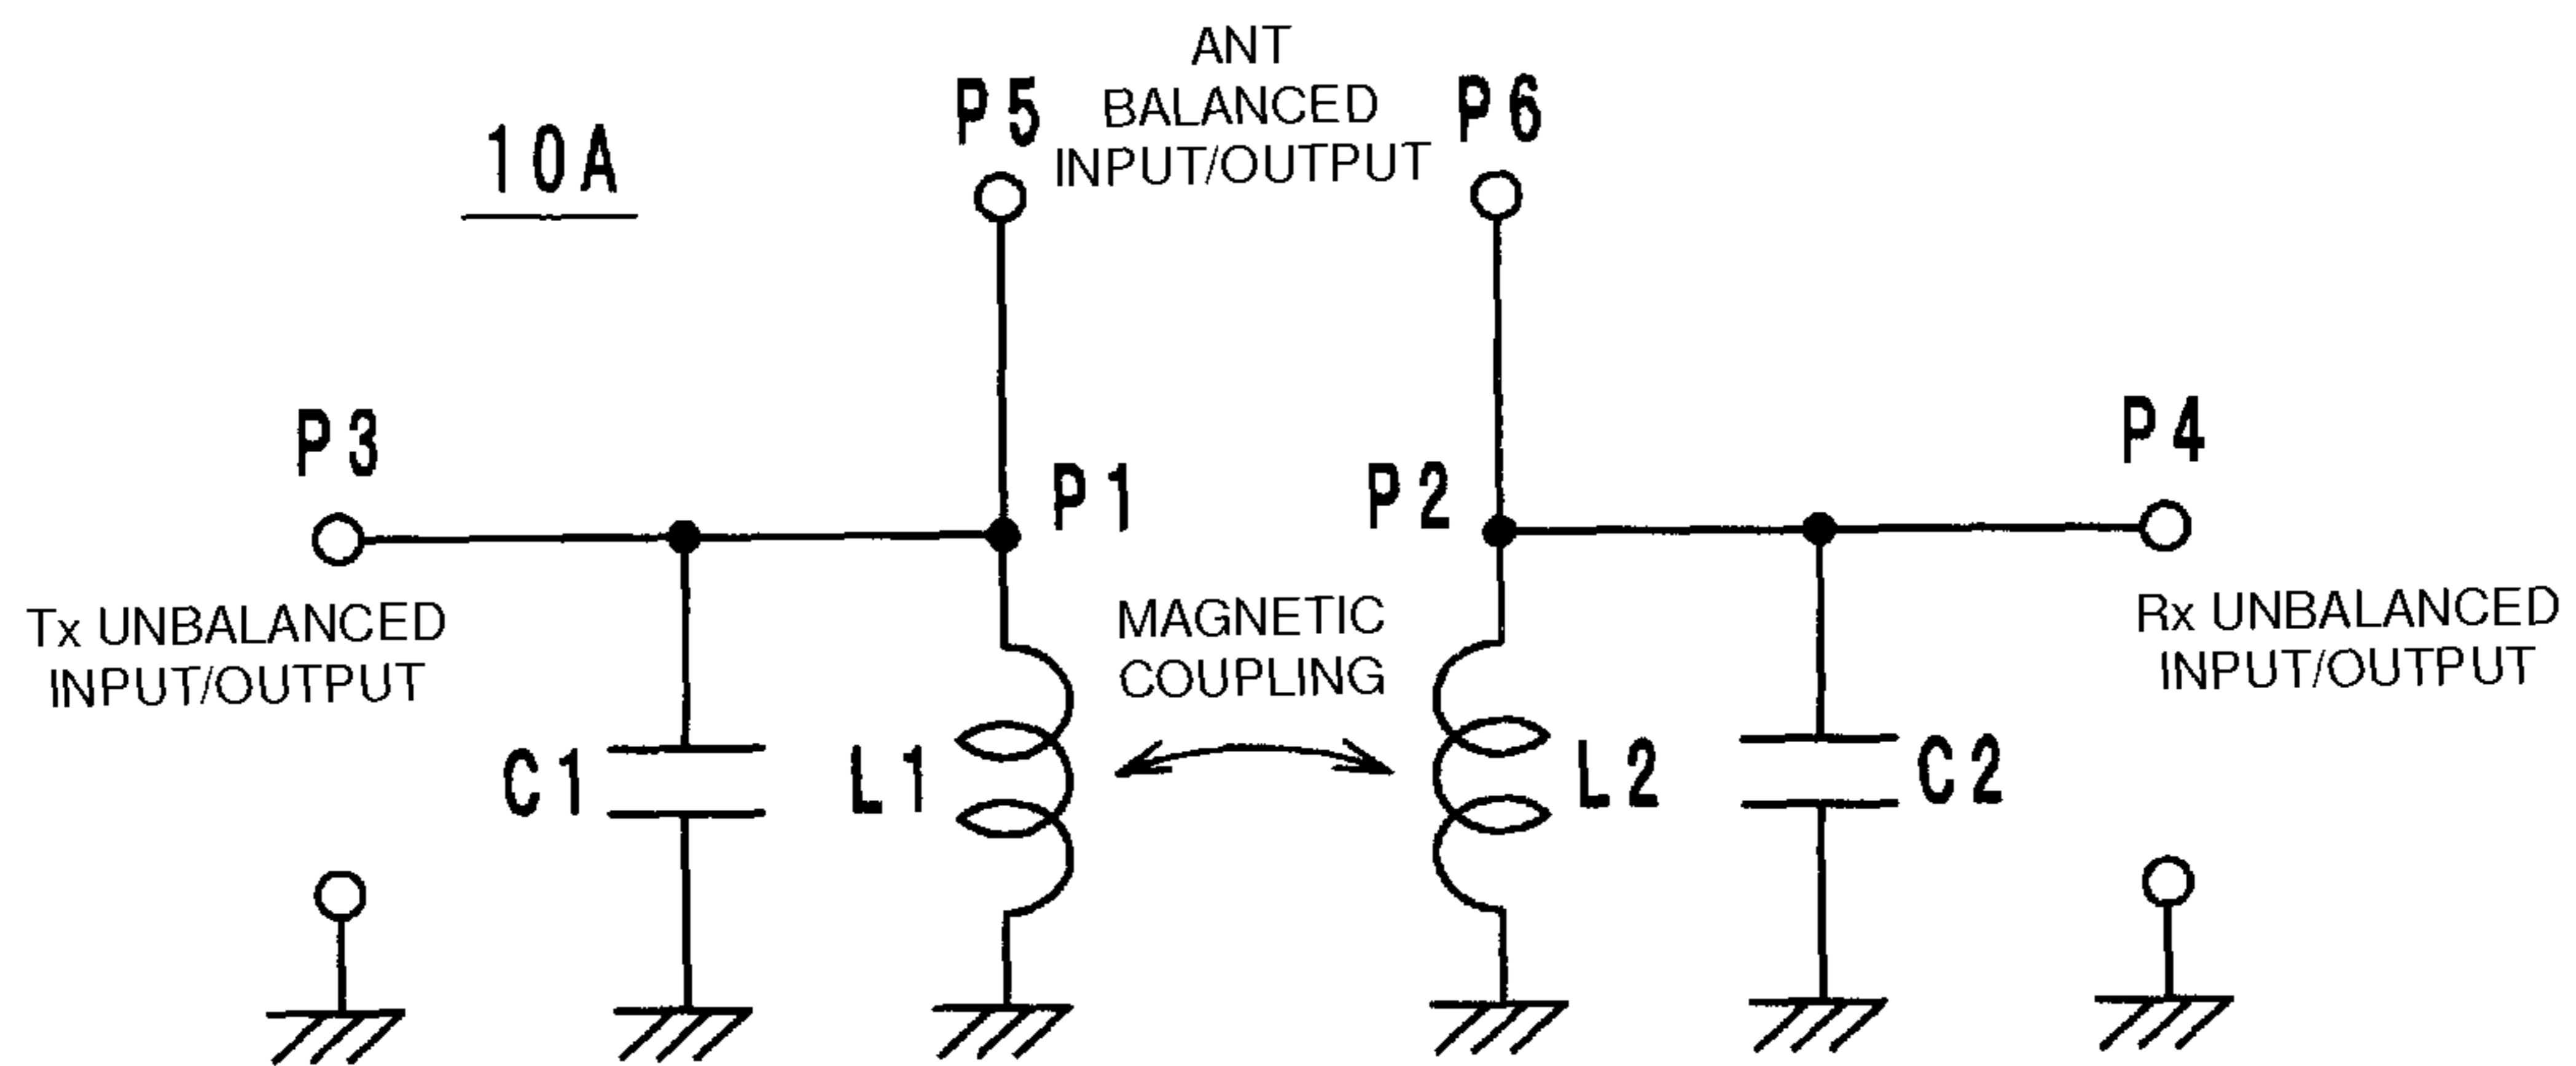 ANT
P5 BALANCED P6
10A INPUT/OUTPUT
P3 P4
P1 P2
Tx UNBALANCED MAGNETIC Rx UNBALANCED
INPUT/OUTPUT COUPLING INPUT/OUTPUT
C1 L1 L2 C2